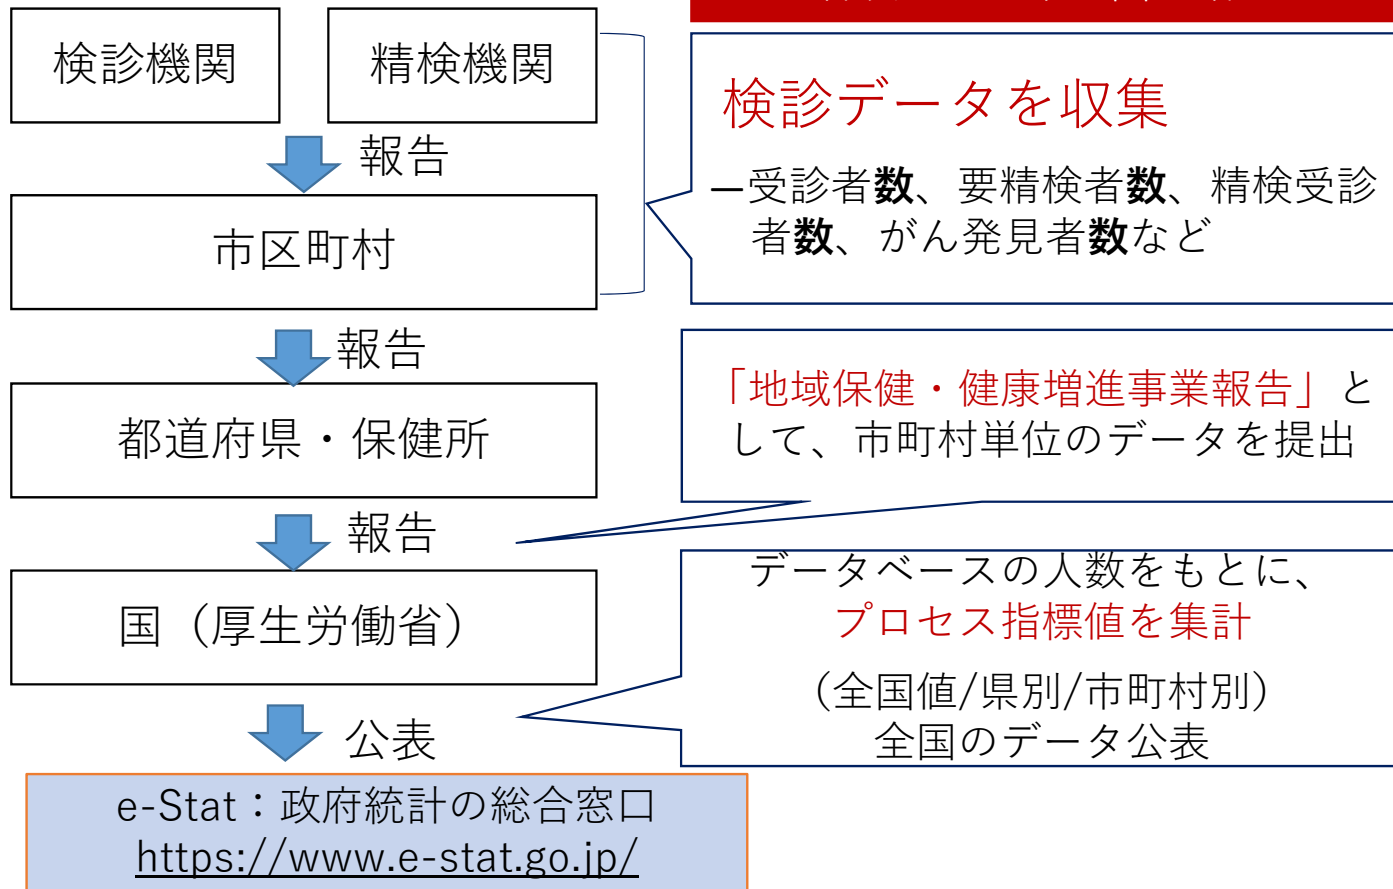 検診機関
精検機関
報告
市区町村
検診データを収集
―受診者数、要精検者数、精検受診
者数、がん発見者数など
報告
都道府県・保健所
「地域保健・健康増進事業報告」と
して、市町村単位のデータを提出
報告
国（厚生労働省）
データベースの人数をもとに、
プロセス指標値を集計
（全国値/県別/市町村別）
全国のデータ公表
公表
e-Stat：政府統計の総合窓口
https://www.e-stat.go.jp/